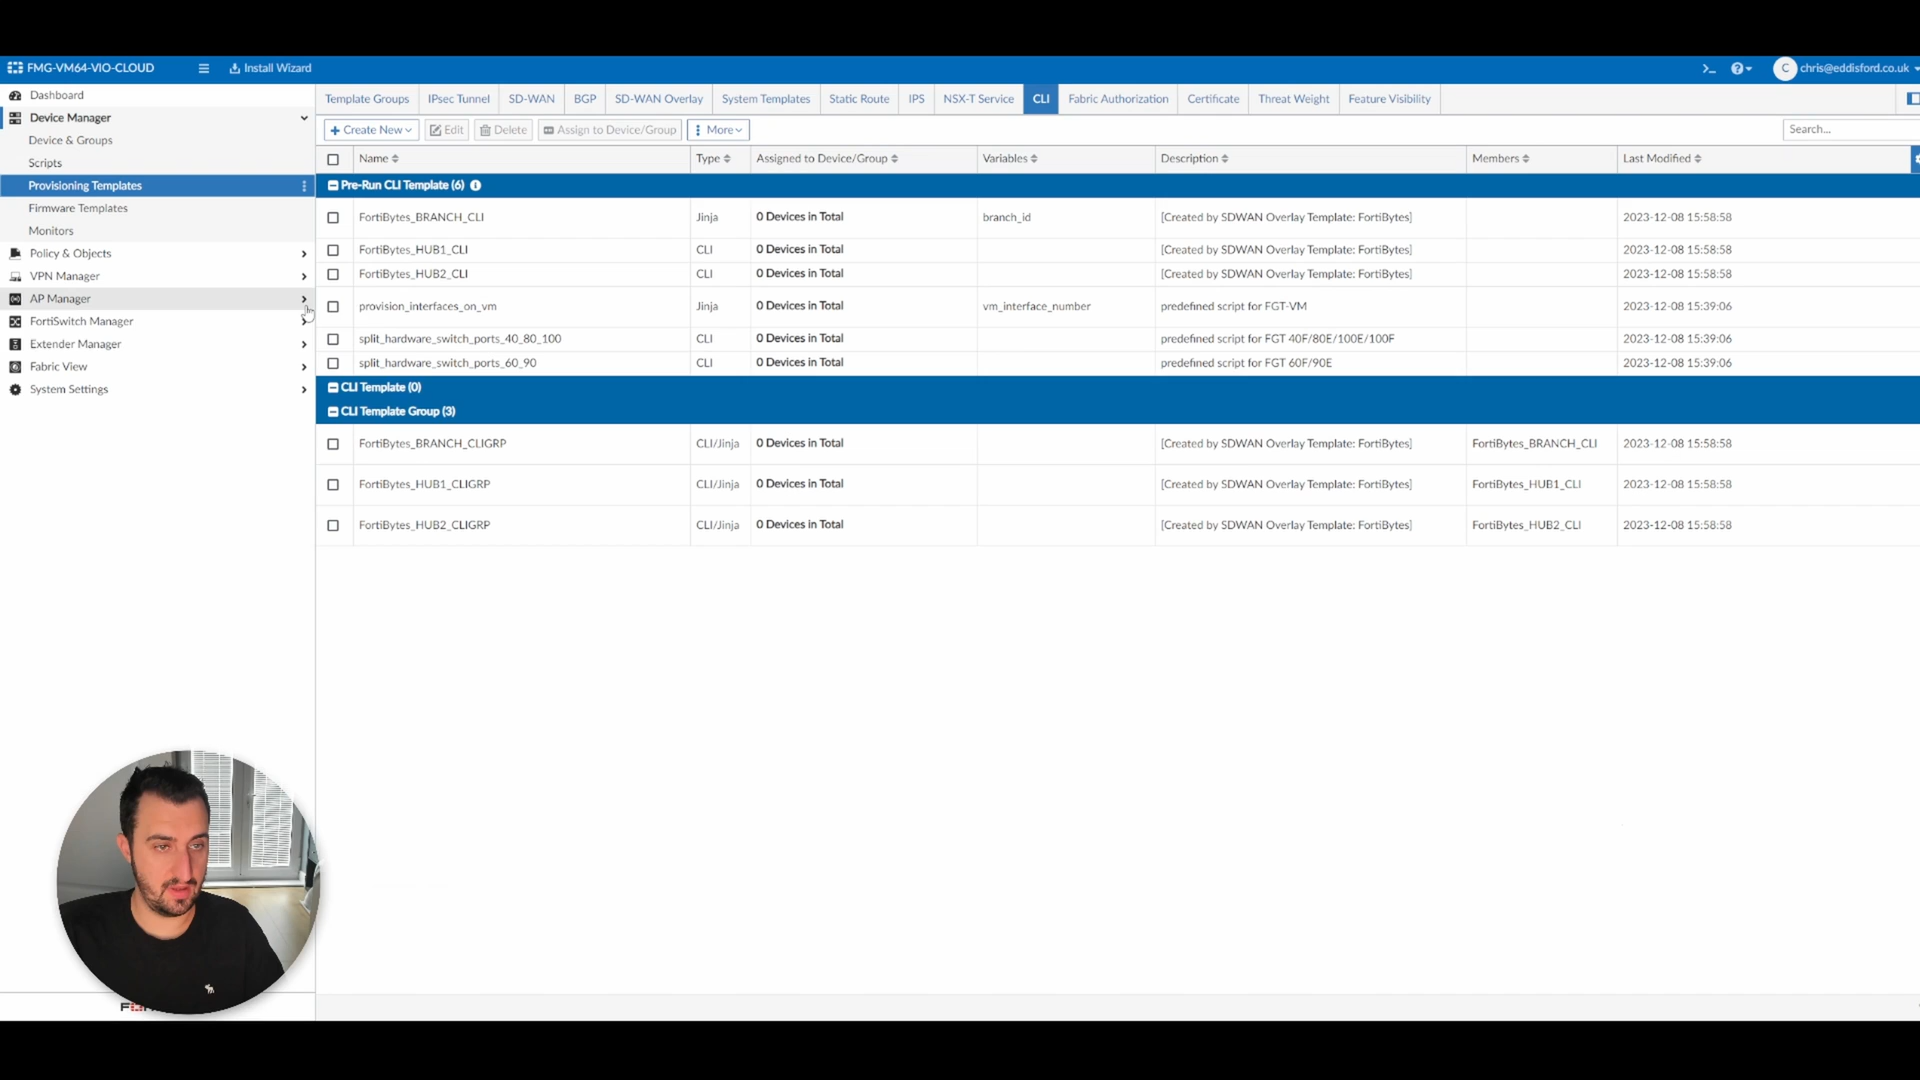 FMG-VM64-VIO-CLOUD
Install Wizard
chris@eddisford.co.uk
Dashboard
Device Manager
Device & Groups
Scripts
Provisioning Templates
Firmware Templates
Monitors
Policy & Objects
VPN Manager
AP Manager
FortiSwitch Manager
Extender Manager
Fabric View
System Settings
Template Groups IPsec Tunnel SD-WAN BGP SD-WAN Overlay System Templates Static Route IPS NSX-T Service CLI Fabric Authorization Certificate Threat Weight Feature Visibility
+ Create New Edit Delete Assign to Device/Group More Search...
Name Type Assigned to Device/Group Variables Description Members Last Modified
Pre-Run CLI Template (6)
FortiBytes_BRANCH_CLI Jinja 0 Devices in Total branch_id [Created by SDWAN Overlay Template: FortiBytes] 2023-12-08 15:58:58
FortiBytes_HUB1_CLI CLI 0 Devices in Total [Created by SDWAN Overlay Template: FortiBytes] 2023-12-08 15:58:58
FortiBytes_HUB2_CLI CLI 0 Devices in Total [Created by SDWAN Overlay Template: FortiBytes] 2023-12-08 15:58:58
provision_interfaces_on_vm Jinja 0 Devices in Total vm_interface_number predefined script for FGT-VM 2023-12-08 15:39:06
split_hardware_switch_ports_40_80_100 CLI 0 Devices in Total predefined script for FGT 40F/80E/100E/100F 2023-12-08 15:39:06
split_hardware_switch_ports_60_90 CLI 0 Devices in Total predefined script for FGT 60F/90E 2023-12-08 15:39:06
CLI Template (0)
CLI Template Group (3)
FortiBytes_BRANCH_CLIGRP CLI/Jinja 0 Devices in Total [Created by SDWAN Overlay Template: FortiBytes] FortiBytes_BRANCH_CLI 2023-12-08 15:58:58
FortiBytes_HUB1_CLIGRP CLI/Jinja 0 Devices in Total [Created by SDWAN Overlay Template: FortiBytes] FortiBytes_HUB1_CLI 2023-12-08 15:58:58
FortiBytes_HUB2_CLIGRP CLI/Jinja 0 Devices in Total [Created by SDWAN Overlay Template: FortiBytes] FortiBytes_HUB2_CLI 2023-12-08 15:58:58